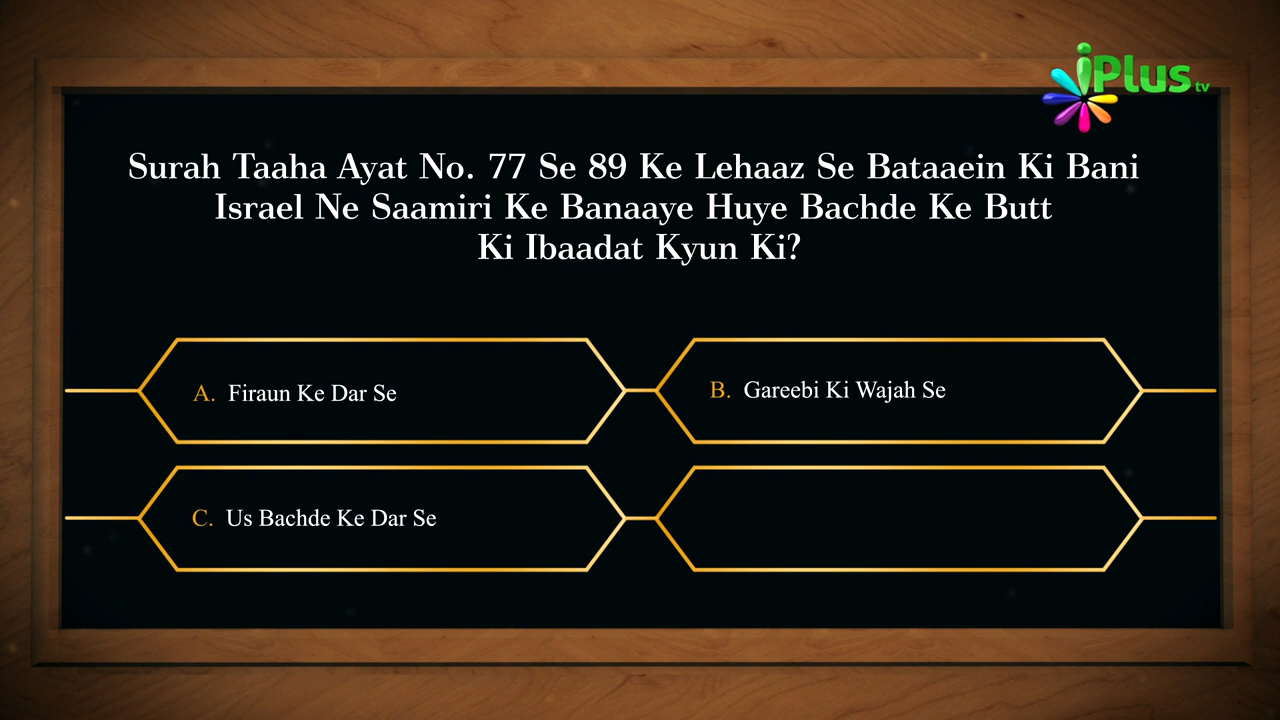 iPlus tv
Surah Taaha Ayat No. 77 Se 89 Ke Lehaaz Se Bataaein Ki Bani
Israel Ne Saamiri Ke Banaaye Huye Bachde Ke Butt
Ki Ibaadat Kyun Ki?
A. Firaun Ke Dar Se
B. Gareebi Ki Wajah Se
C. Us Bachde Ke Dar Se